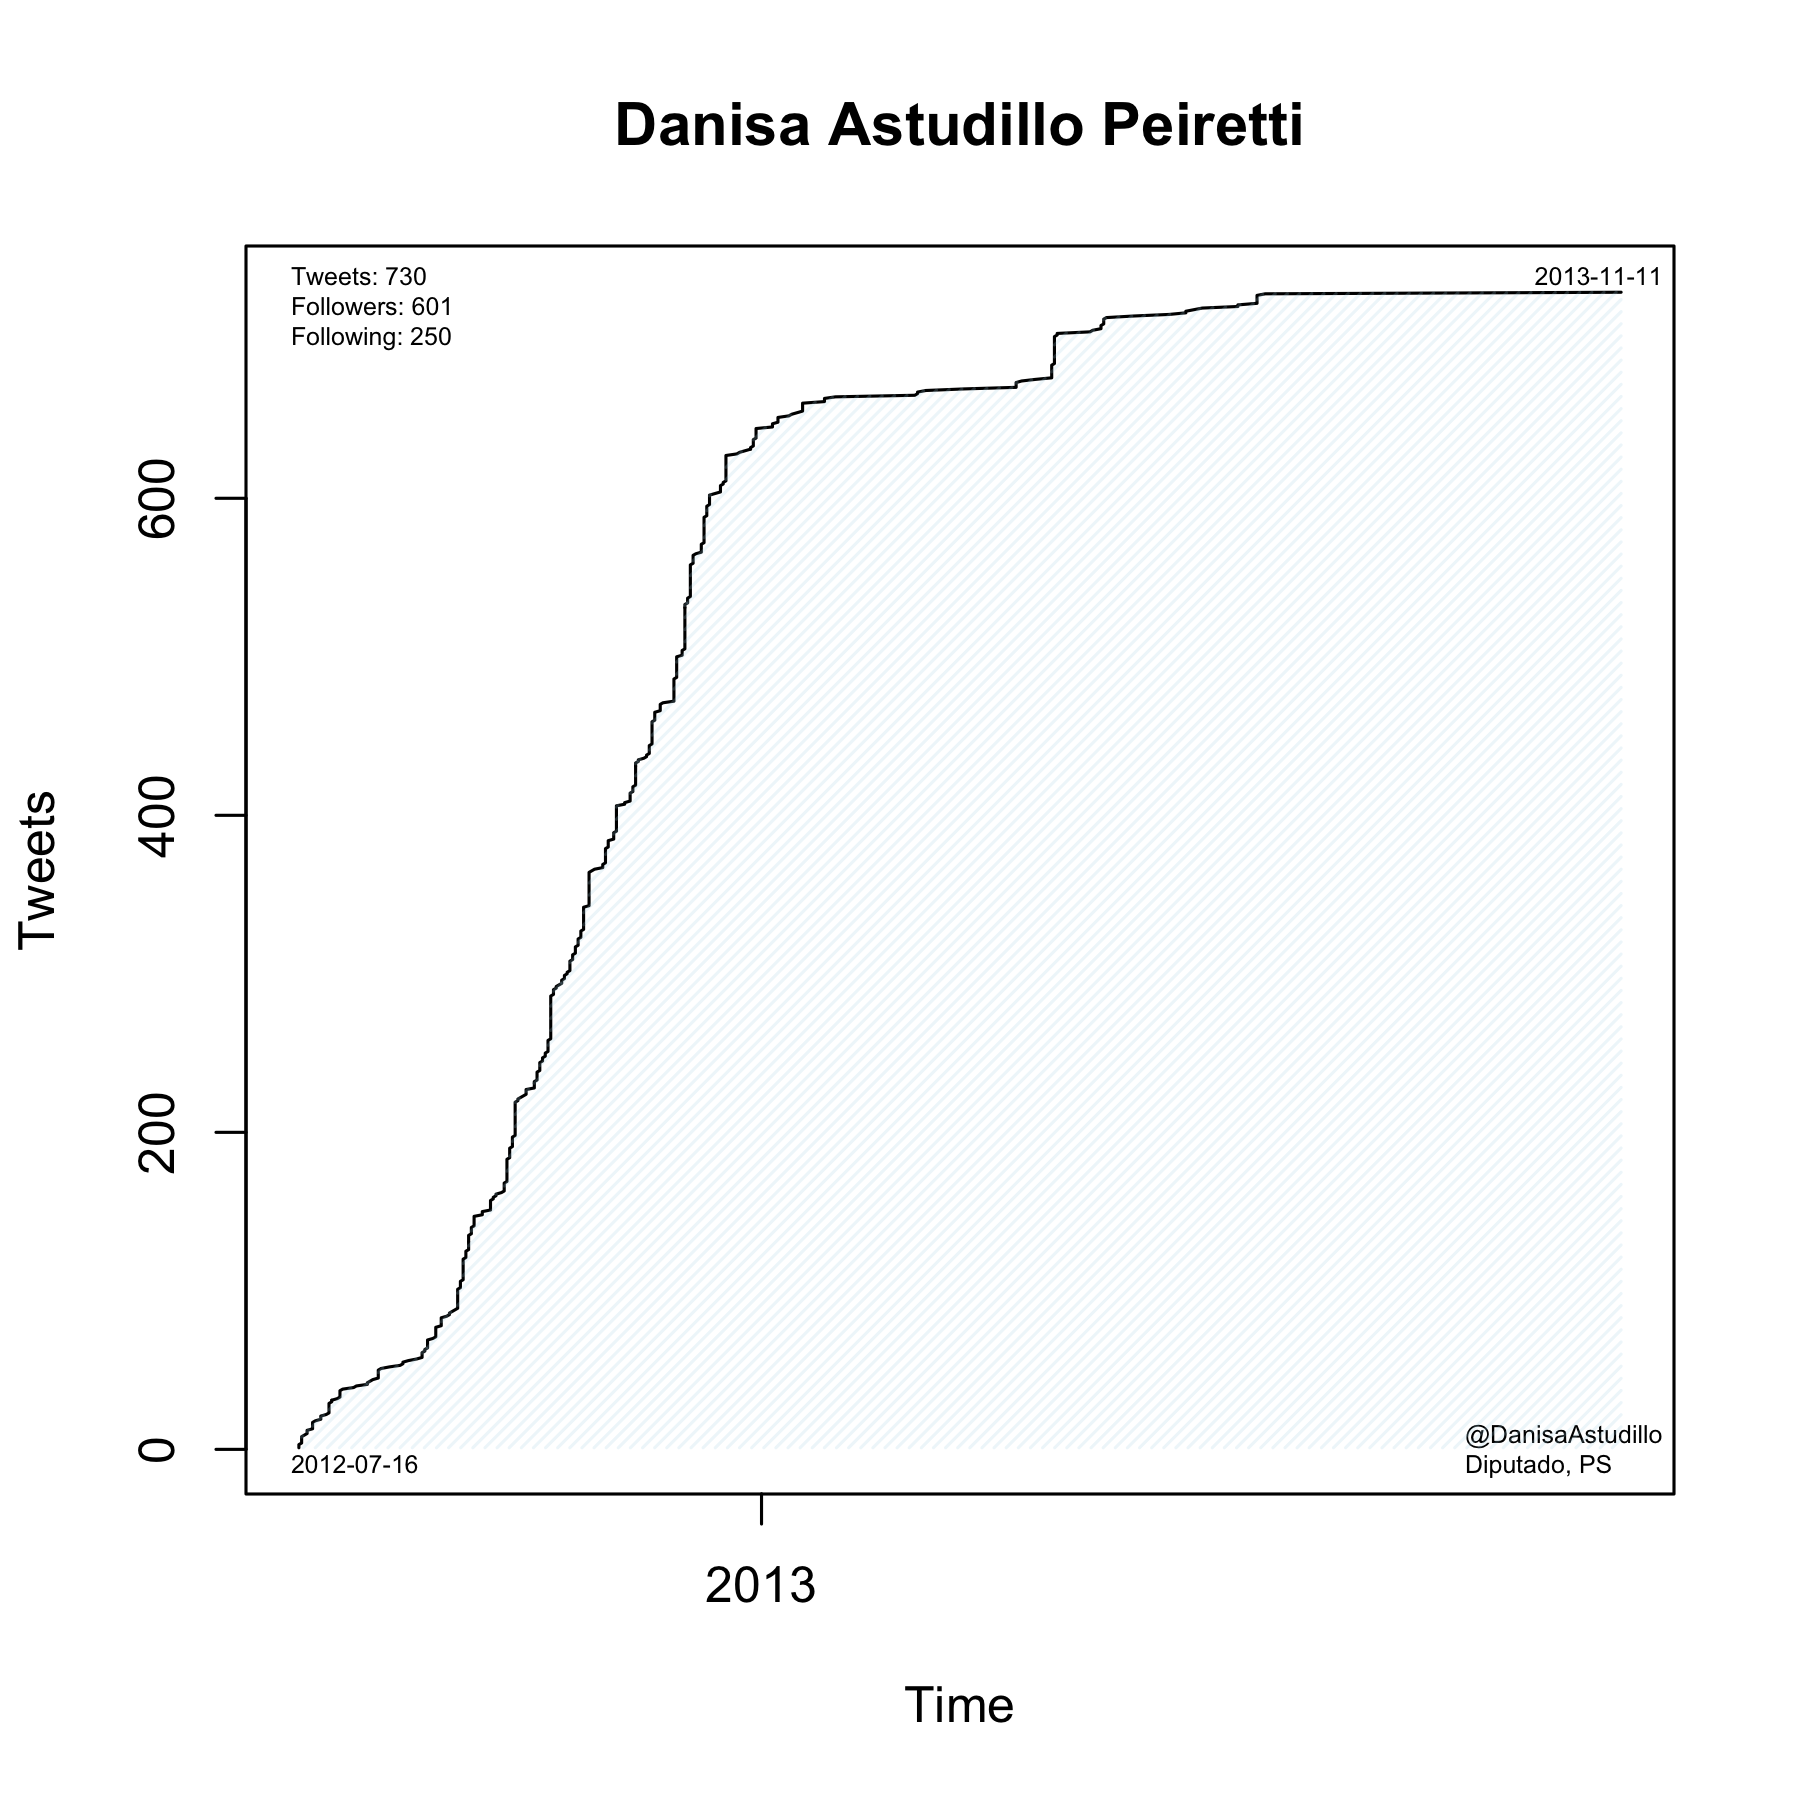 Danisa Astudillo Peiretti
Tweets: 730
Followers: 601
Following: 250
2013-11-11
600
400
200
0
Tweets
2012-07-16
@DanisaAstudillo
Diputado, PS
2013
Time